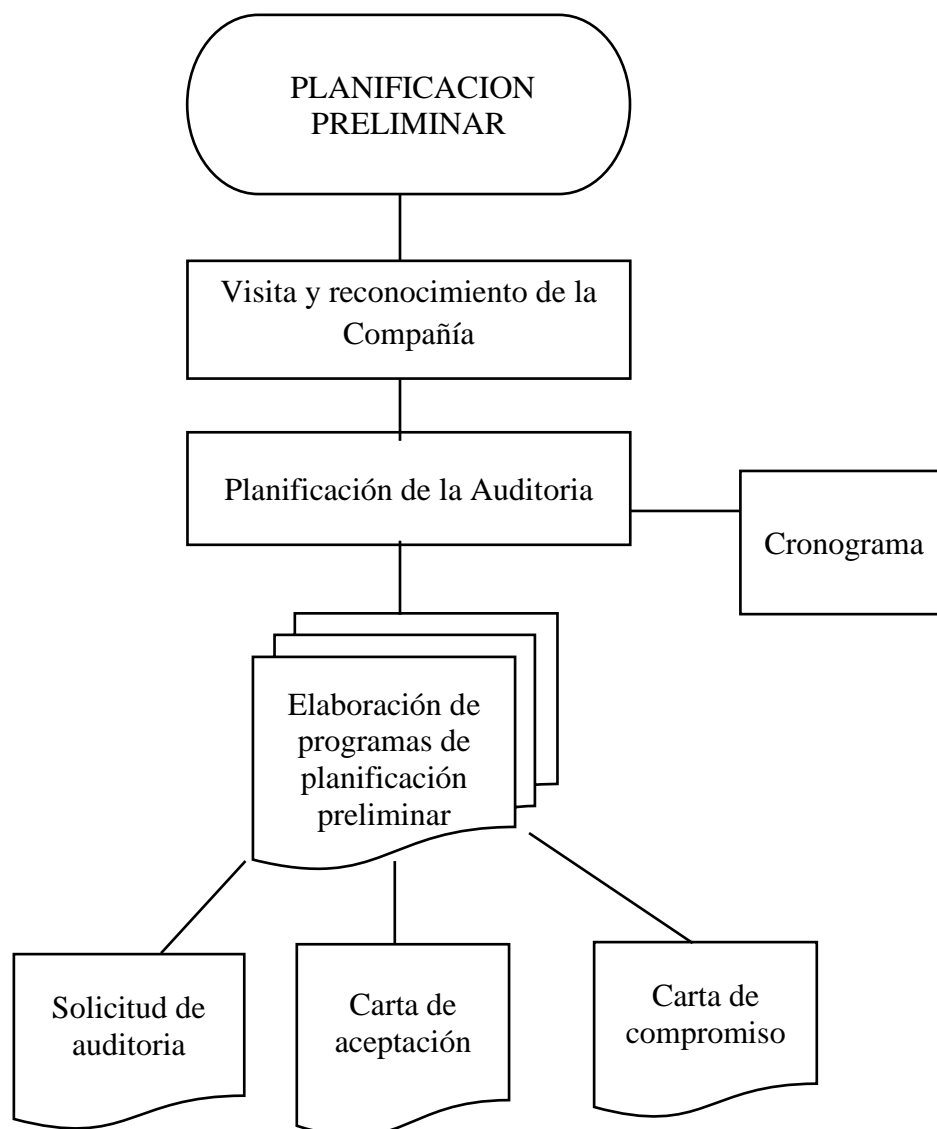 PLANIFICACION
PRELIMINAR
Visita y reconocimiento de la
Compañía
Planificación de la Auditoria
Cronograma
Elaboración de
programas de
planificación
preliminar
Solicitud de
auditoria
Carta de
aceptación
Carta de
compromiso